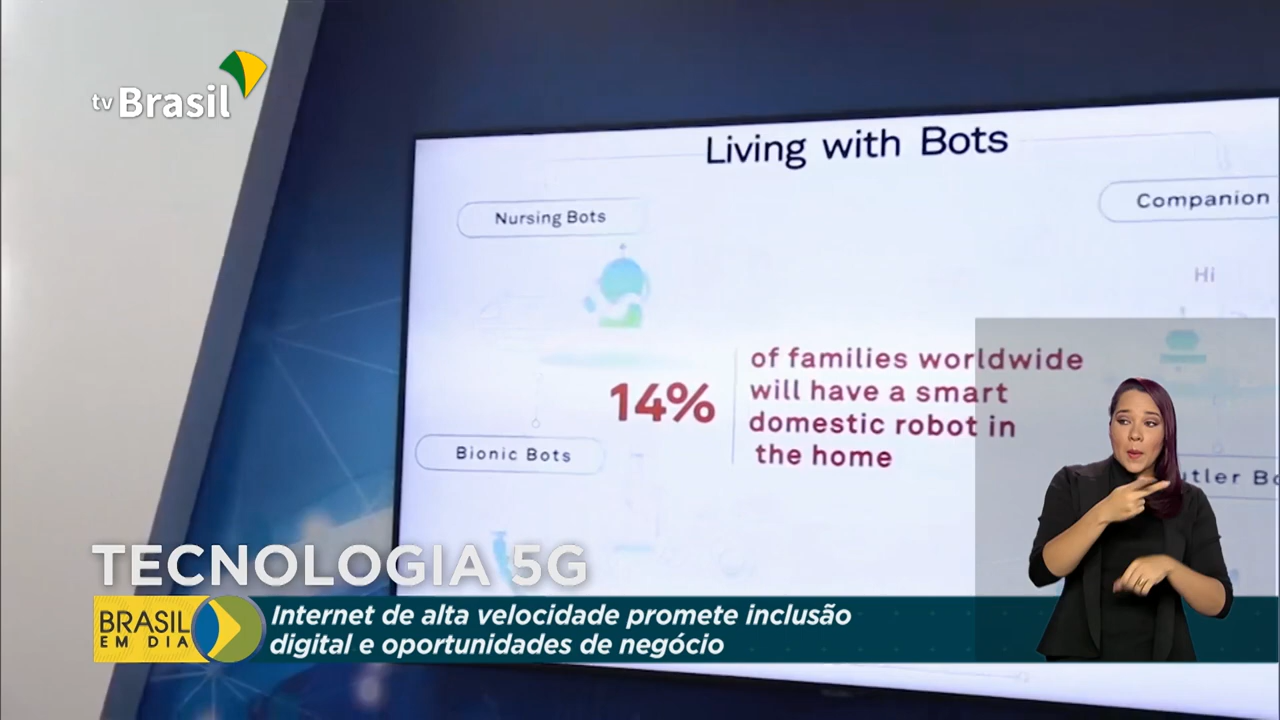 tv Brasil
Living with Bots
Nursing Bots
Companion
Hi
14%
of families worldwide
will have a smart
domestic robot in
the home
Bionic Bots
TECNOLOGIA 5G
BRASIL
EM DIA
Internet de alta velocidade promete inclusão
digital e oportunidades de negócio